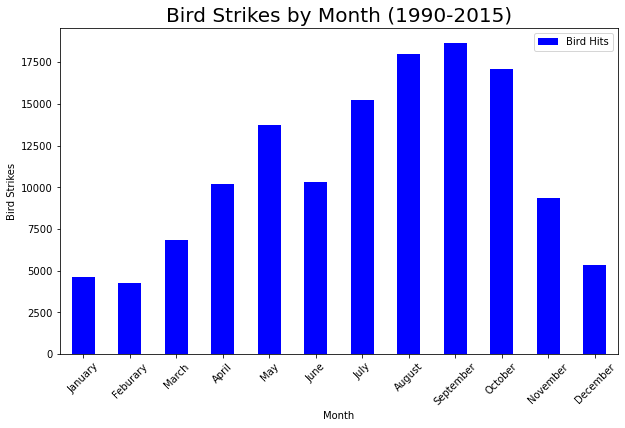 Bird Strikes by Month (1990-2015)
Bird Hits
17500
15000
12500
10000
7500
5000
2500
0
Bird Strikes
January
Feburary
March
April
May
June
July
August
September
October
November
December
Month